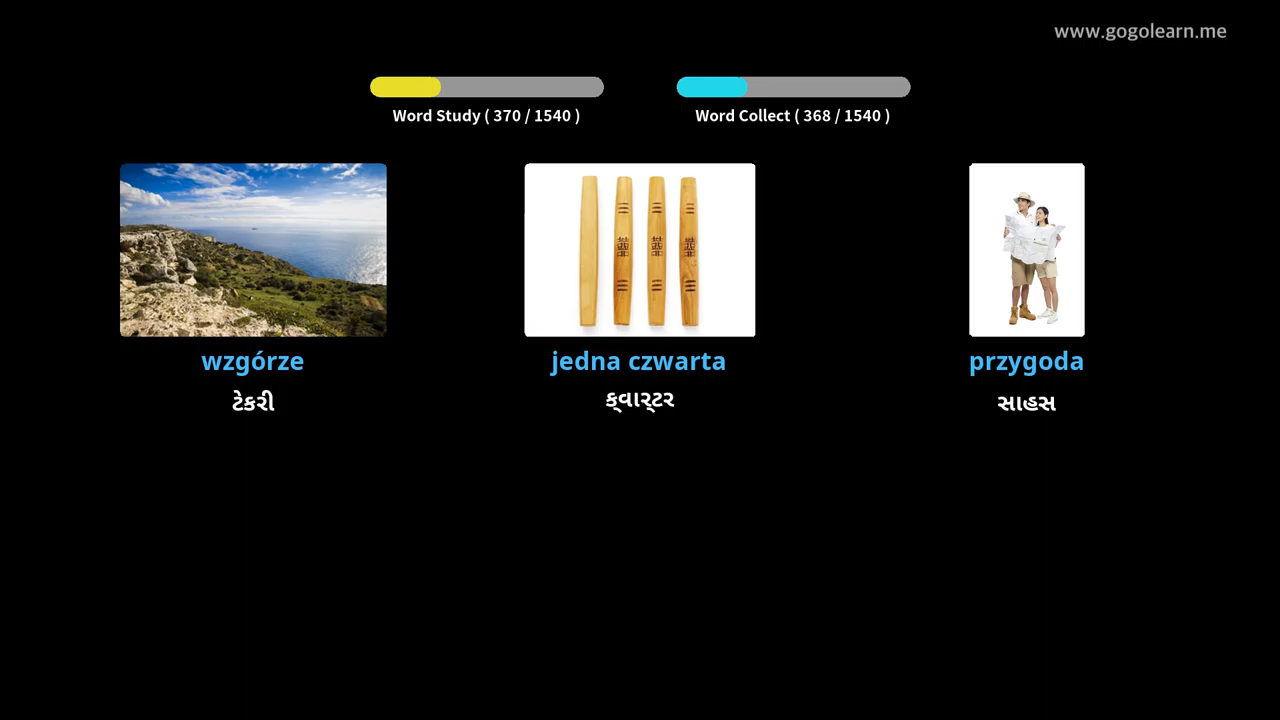 www.gogolearn.me
Word Study ( 370 / 1540 )
Word Collect ( 368 / 1540 )
wzgórze
jedna czwarta
przygoda
ટેકરી
ક્વાર્ટર
સાહસ